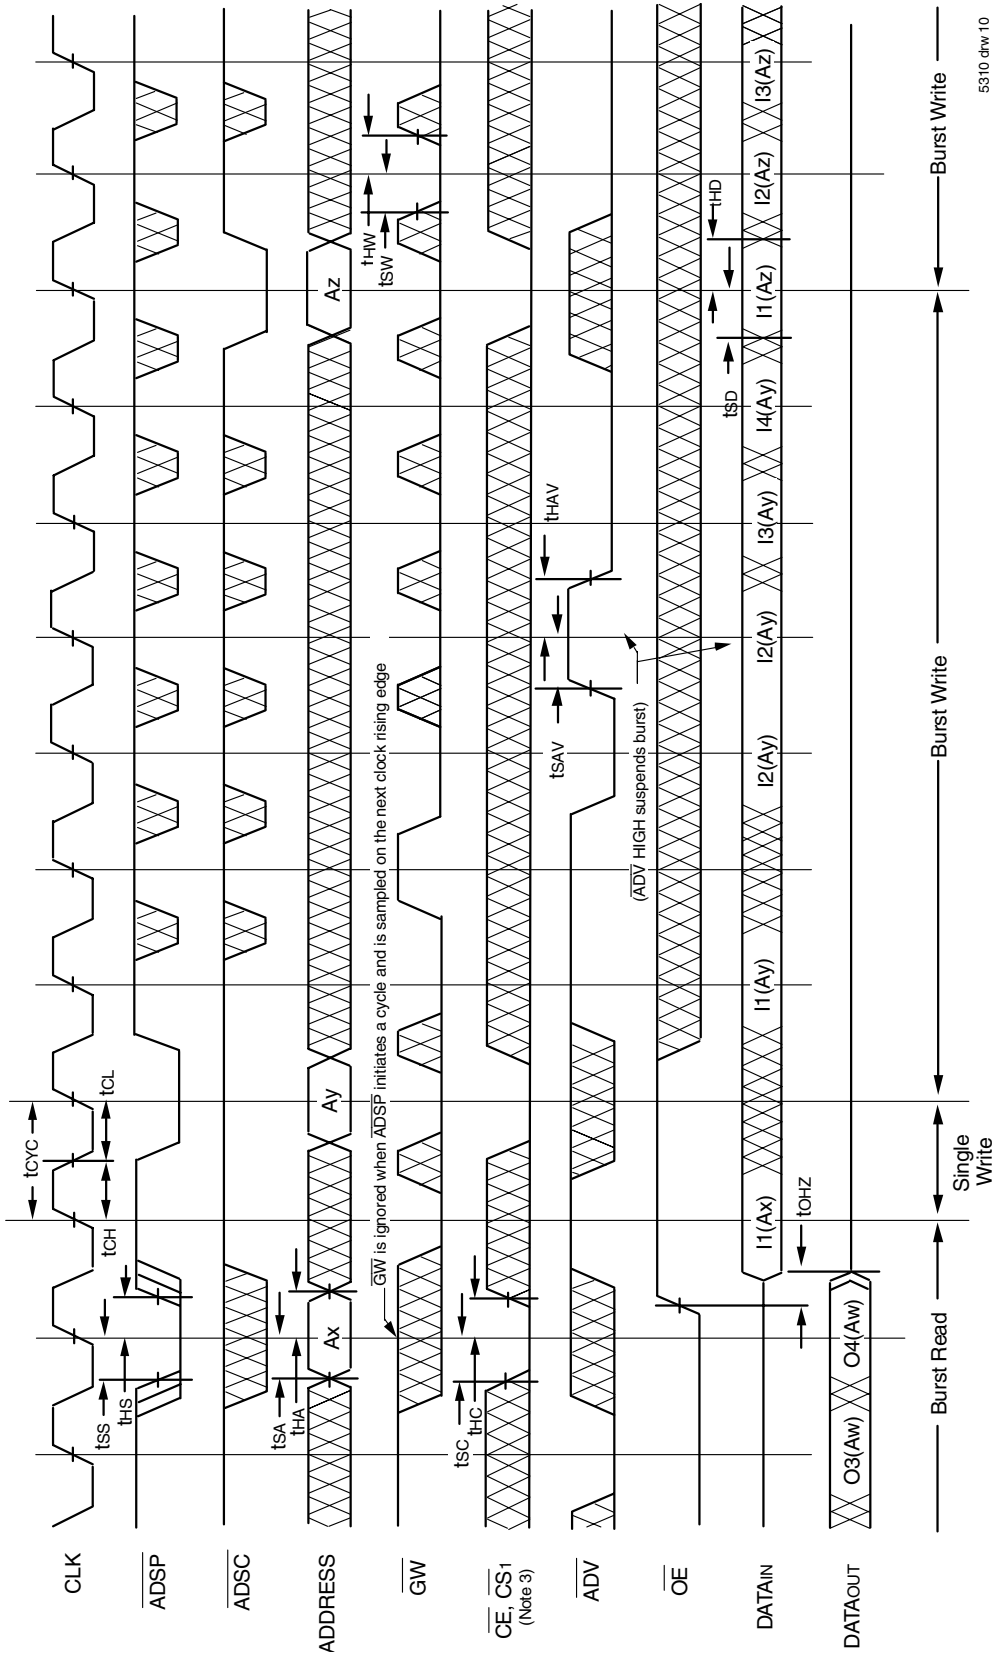 CLK
tCYC
tCH
tCL
ADSP
tSS
tHS
ADSC
ADDRESS
tSA
tHA
Ax
Ay
Az
GW
GW is ignored when ADSP initiates a cycle and is sampled on the next clock rising edge
tHW
tSW
CE, CS1
(Note 3)
tSC
tHC
ADV
tSAV
tHAV
(ADV HIGH suspends burst)
OE
DATAIN
I1(Ax)
I1(Ay)
I2(Ay)
I2(Ay)
I3(Ay)
I4(Ay)
I1(Az)
I2(Az)
I3(Az)
tSD
tHD
tOHZ
DATAOUT
O3(Aw)
O4(Aw)
Burst Read
Single
Write
Burst Write
Burst Write
5310 drw 10